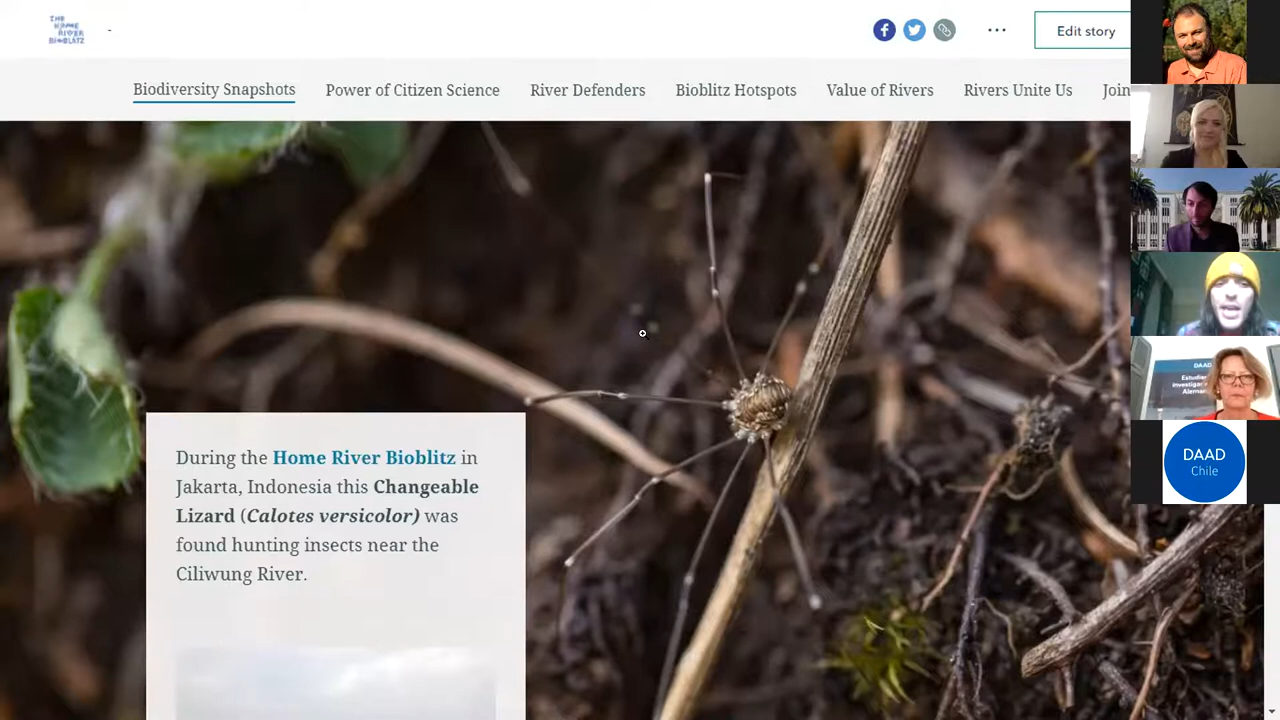 THE
HOME
RIVER
BIOBLITZ
-
Edit story
Biodiversity Snapshots
Power of Citizen Science
River Defenders
Bioblitz Hotspots
Value of Rivers
Rivers Unite Us
Join
During the Home River Bioblitz in
Jakarta, Indonesia this Changeable
Lizard (Calotes versicolor) was
found hunting insects near the
Ciliwung River.
DAAD
DAAD
Chile